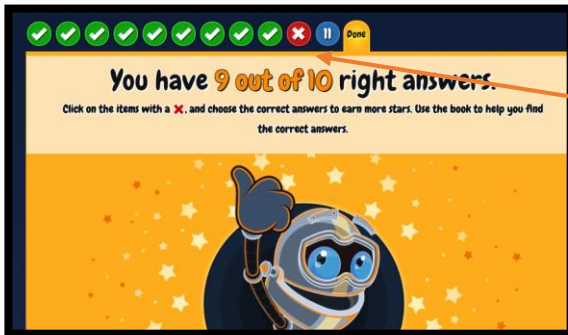 11 Done
You have 9 out of 10 right answers.
Click on the items with a ✖, and choose the correct answers to earn more stars. Use the book to help you find
the correct answers.